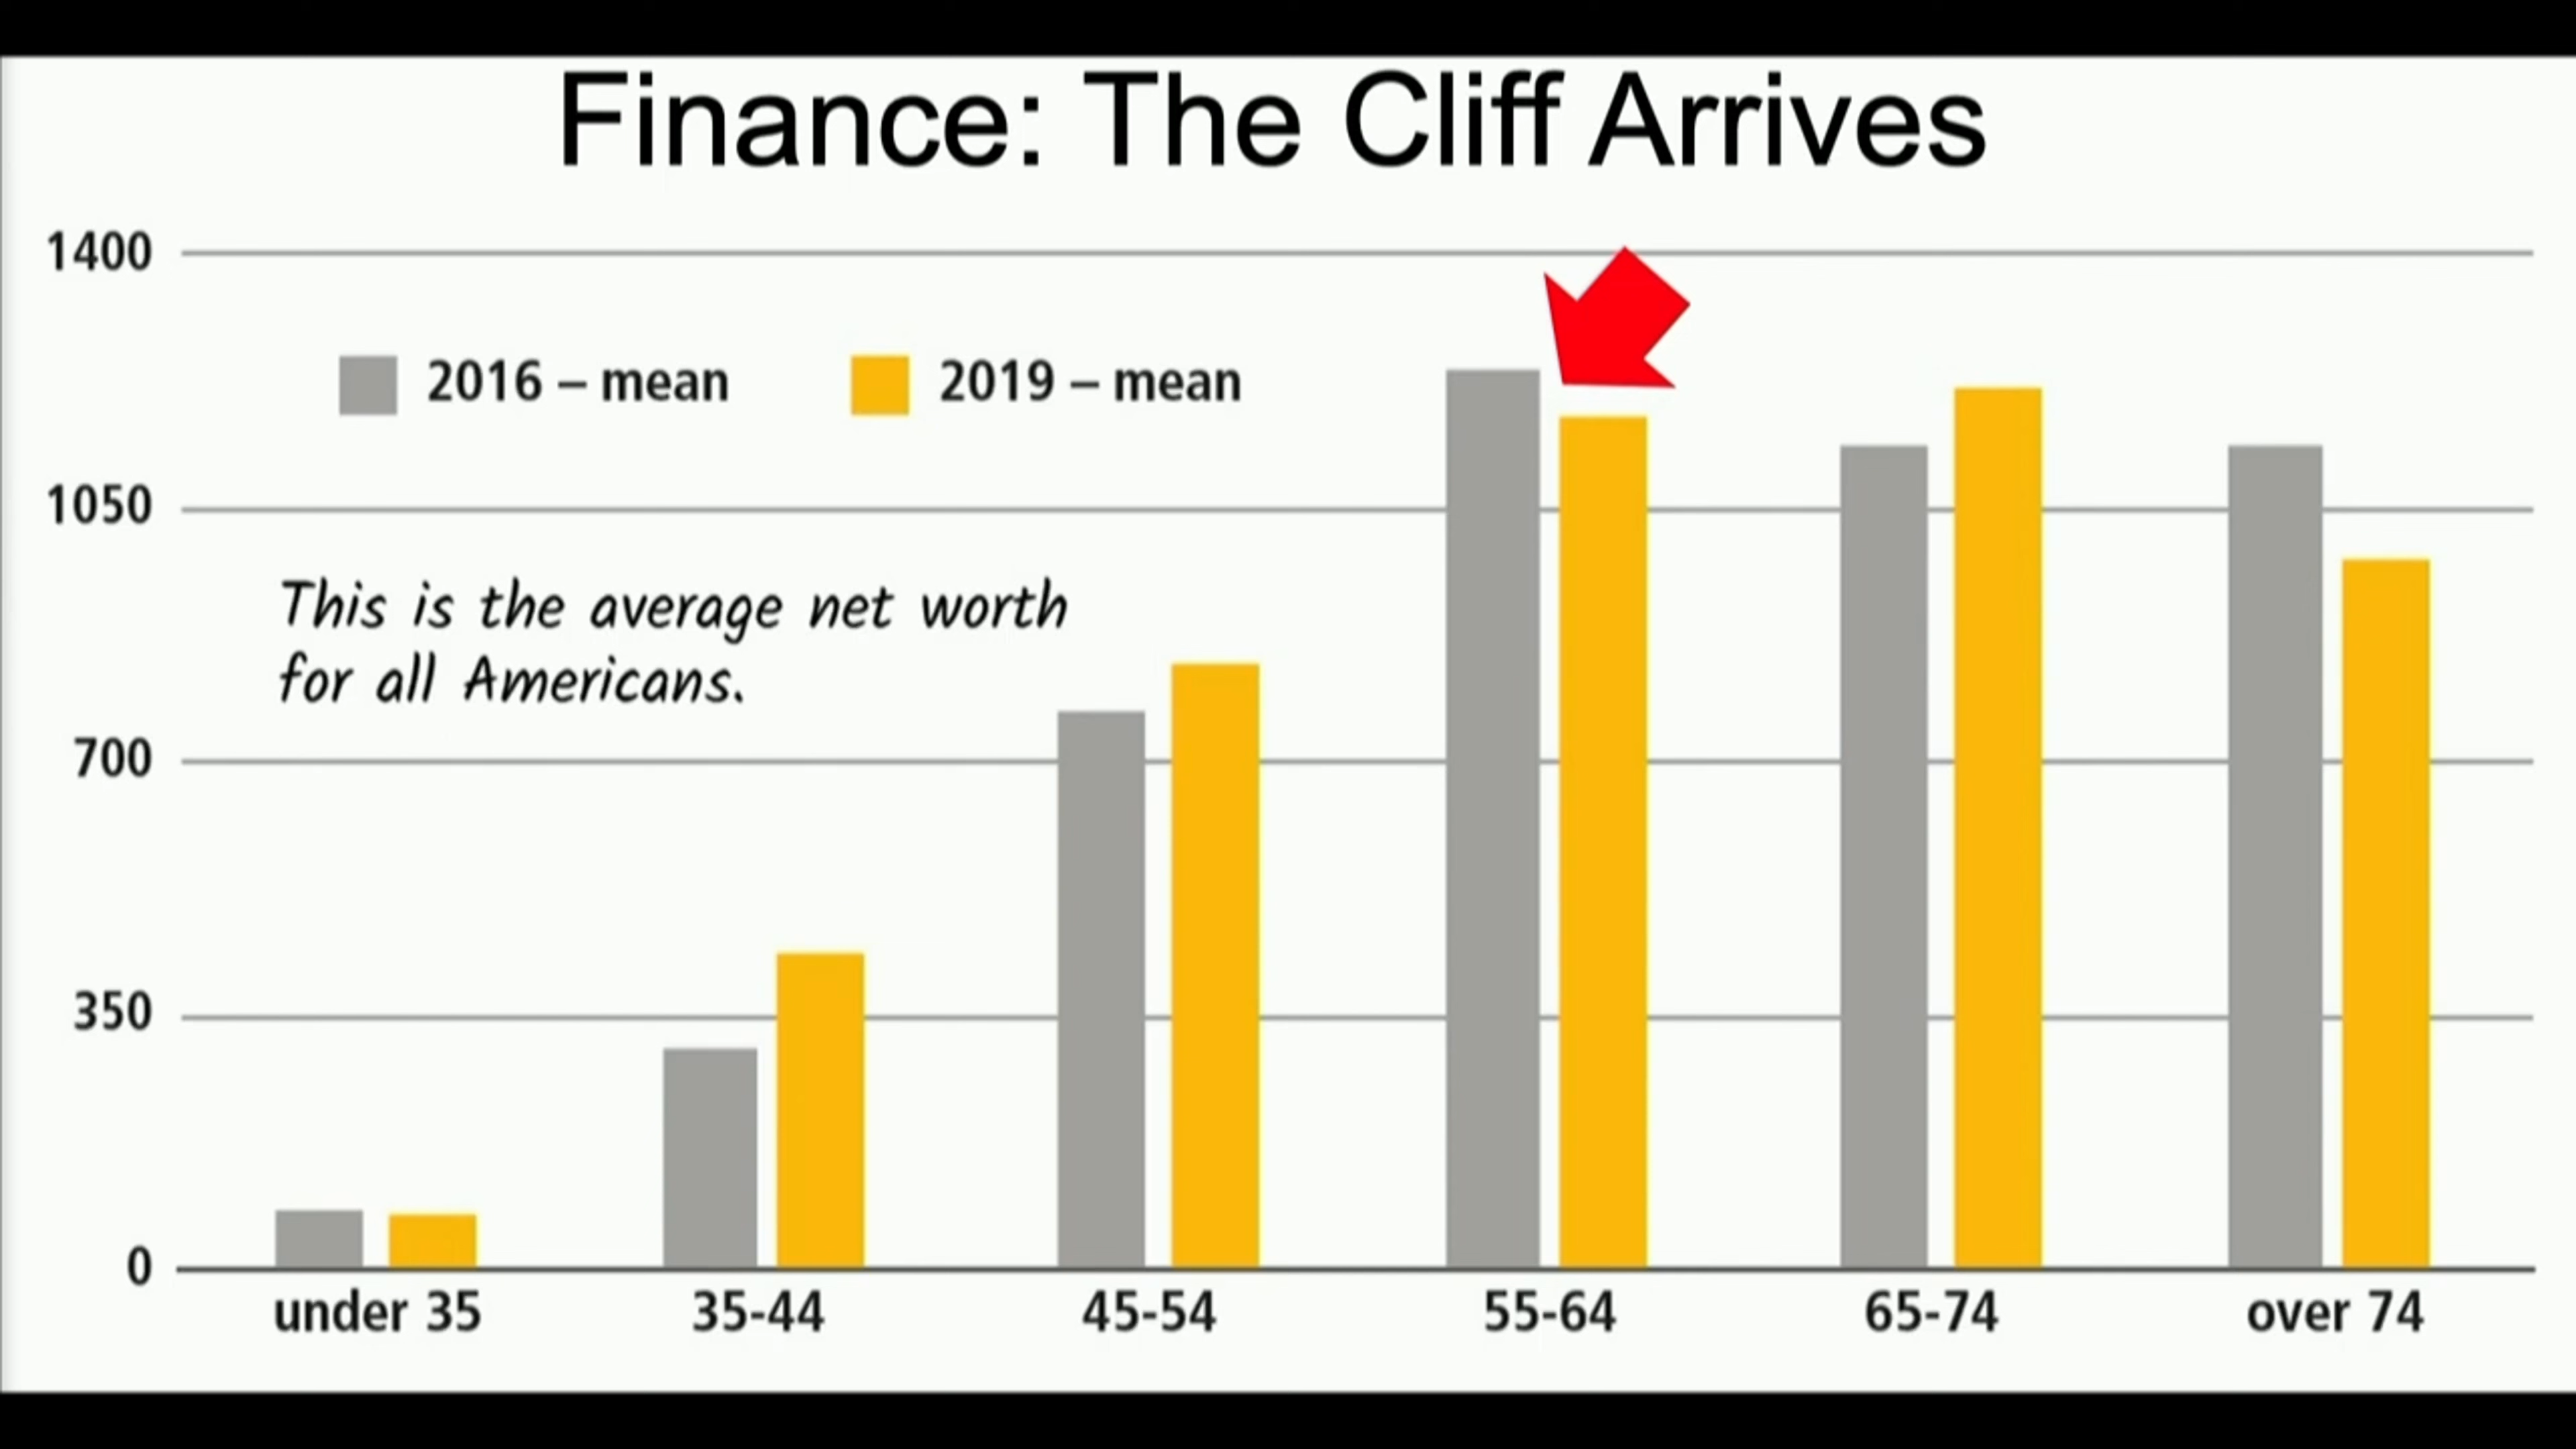 Finance: The Cliff Arrives
1400
2016 – mean
2019 – mean
1050
This is the average net worth
for all Americans.
700
350
0
under 35
35-44
45-54
55-64
65-74
over 74